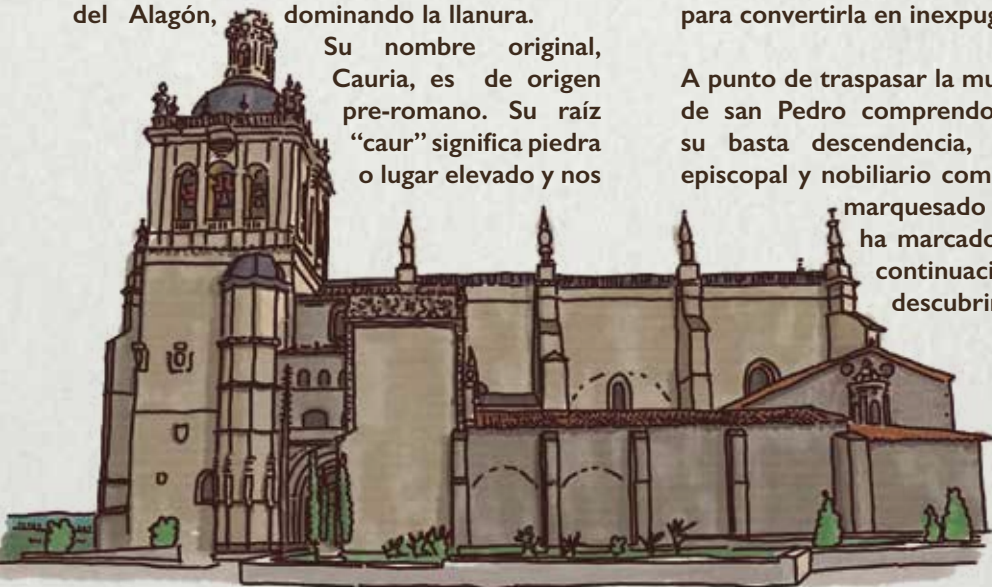 del Alagón, dominando la llanura.
Su nombre original,
Cauria, es de origen
pre-romano. Su raíz
“caur” significa piedra
o lugar elevado y nos
para convertirla en inexpug
A punto de traspasar la mu
de san Pedro comprendo
su basta descendencia,
episcopal y nobiliario com
marquesado
ha marcado
continuaci
descubrir